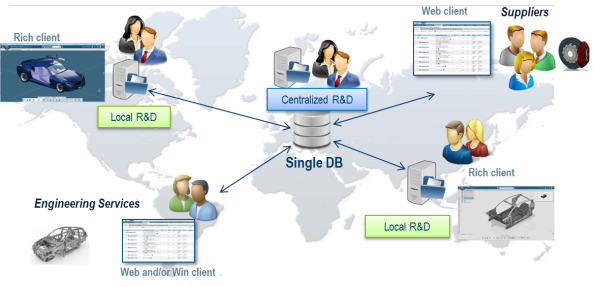 Web client
Suppliers
Rich client
Centralized R&D
Local R&D
Single DB
Rich client
Engineering Services
Local R&D
Web and/or Win client